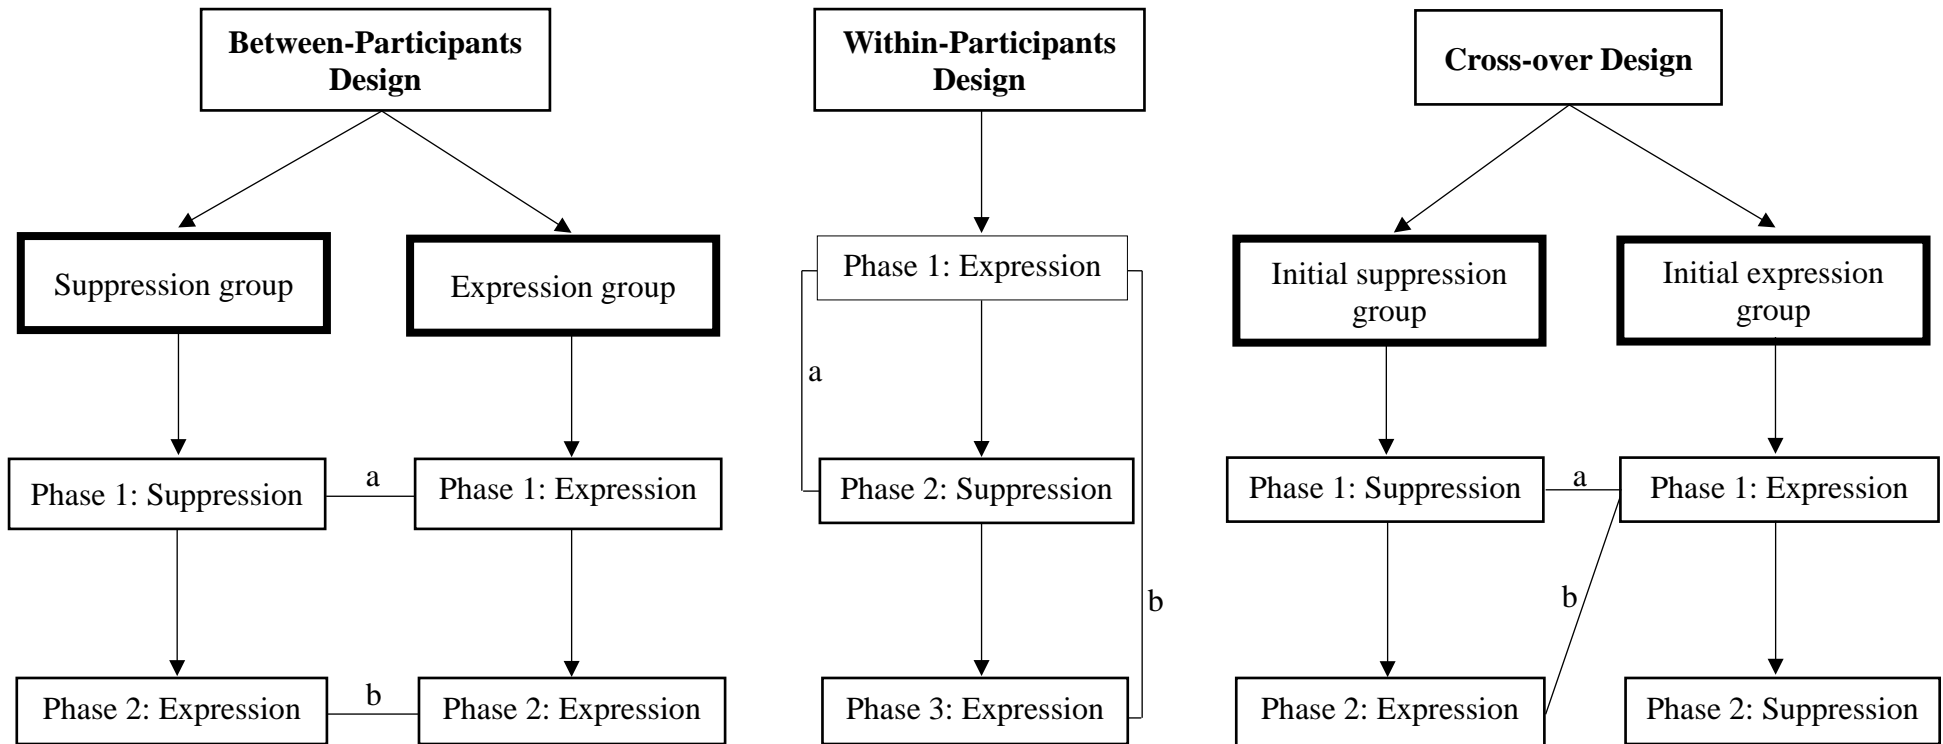 Between-Participants
Design
Suppression group
Expression group
Phase 1: Suppression
a
Phase 1: Expression
Phase 2: Expression
b
Phase 2: Expression
Within-Participants
Design
Phase 1: Expression
a
Phase 2: Suppression
b
Phase 3: Expression
Cross-over Design
Initial suppression
group
Initial expression
group
Phase 1: Suppression
a
Phase 1: Expression
b
Phase 2: Expression
Phase 2: Suppression